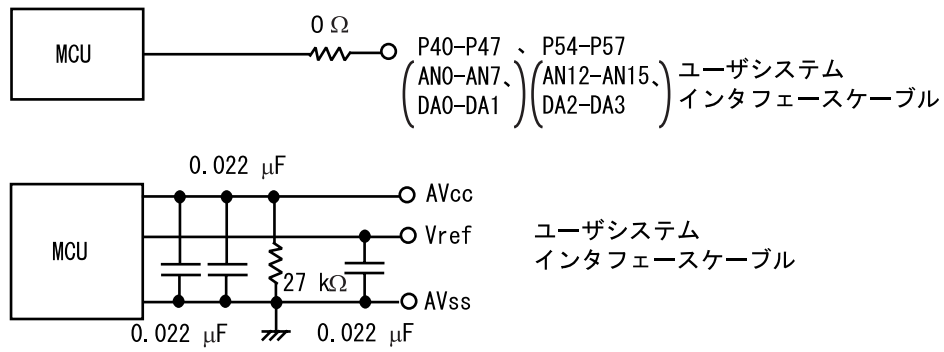 0 Ω
MCU
P40-P47 、 P54-P57
(AN0-AN7、 (AN12-AN15、 ユーザシステム
DA0-DA1) DA2-DA3) インタフェースケーブル
0.022 μF
AVcc
MCU
Vref
ユーザシステム
インタフェースケーブル
27 kΩ
AVss
0.022 μF
0.022 μF